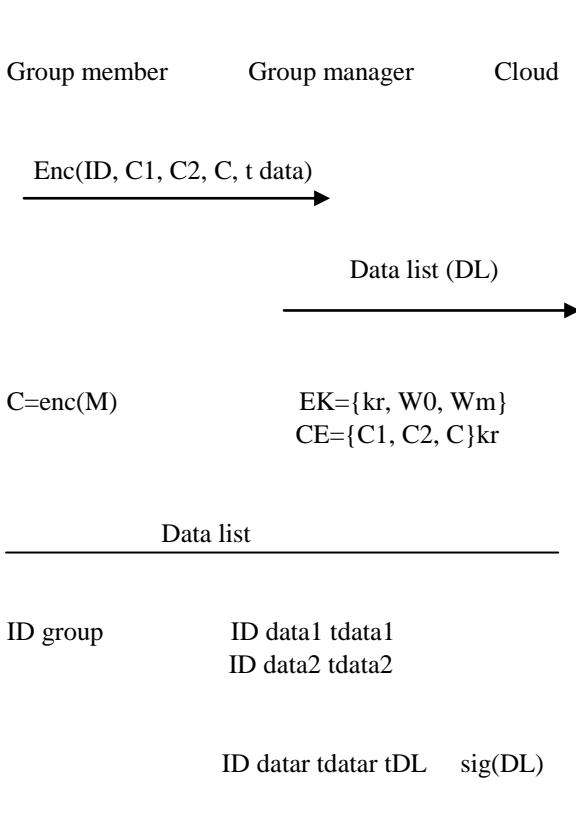 Group member Group manager Cloud
Enc(ID, C1, C2, C, t data)
Data list (DL)
C=enc(M) EK={kr, W0, Wm}
CE={C1, C2, C}kr
Data list
ID group ID data1 tdata1
ID data2 tdata2
ID datar tdatar tDL sig(DL)